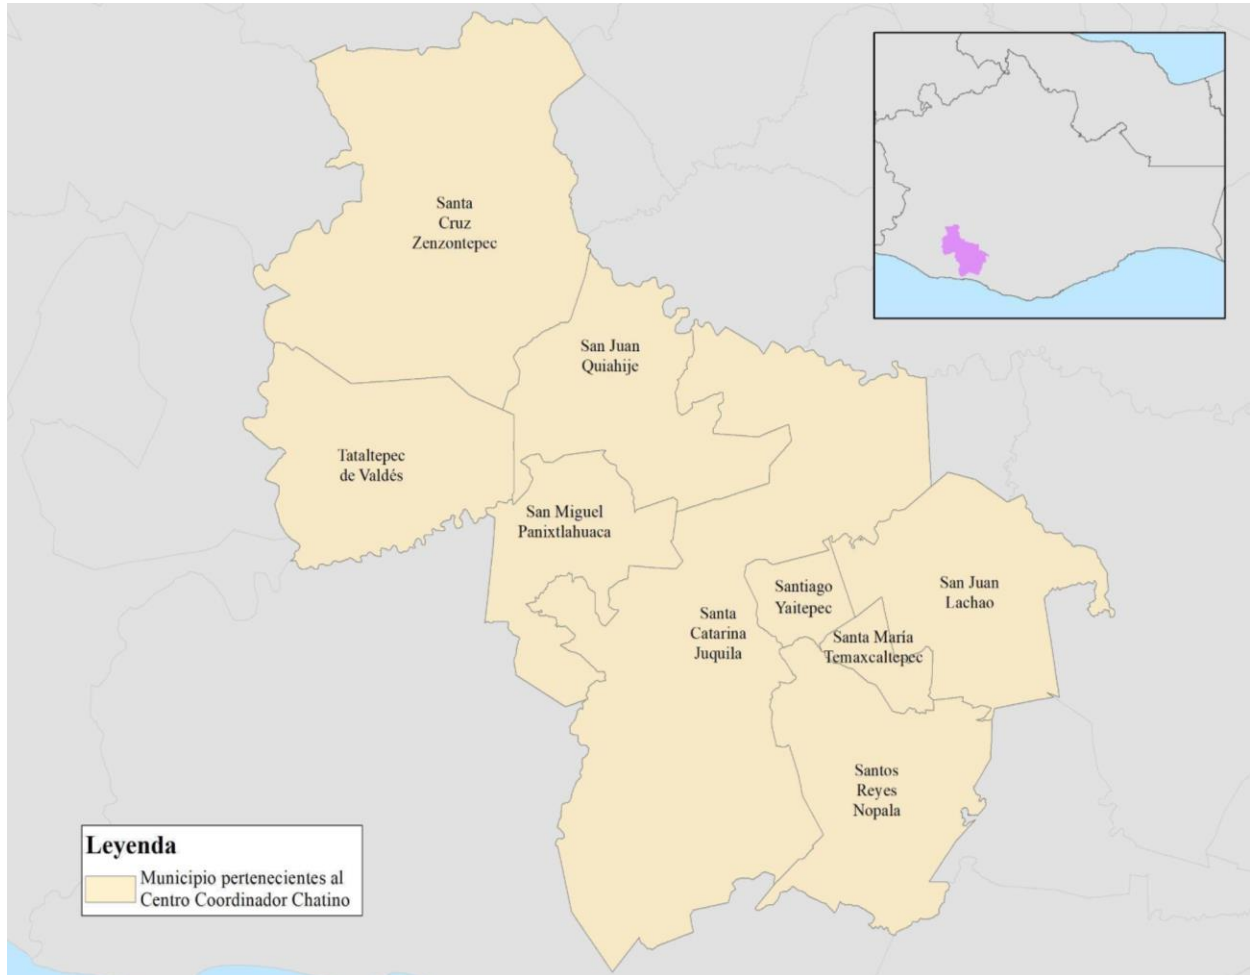 Santa
Cruz
Zenzontepec
San Juan
Quiahije
Tataltepec
de Valdés
San Miguel
Panixtlahuaca
Santiago
Yaitepec
San Juan
Lachao
Santa
Catarina
Juquila
Santa María
Temaxcaltepec
Santos
Reyes
Nopala
Leyenda
Municipio pertenecientes al
Centro Coordinador Chatino